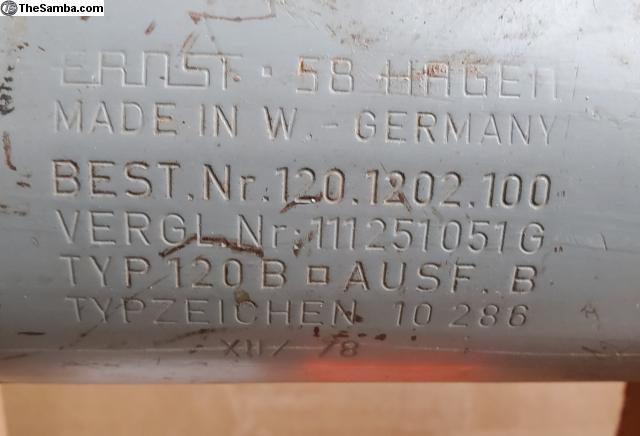 TheSamba.com
ERNST · 58 HAGEN
MADE IN W. - GERMANY
BEST.Nr.120.1202.100
VERGL.Nr.111251051G
TYP 120 B □ AUSF. B
TYPZEICHEN 10 286
XII/ 78